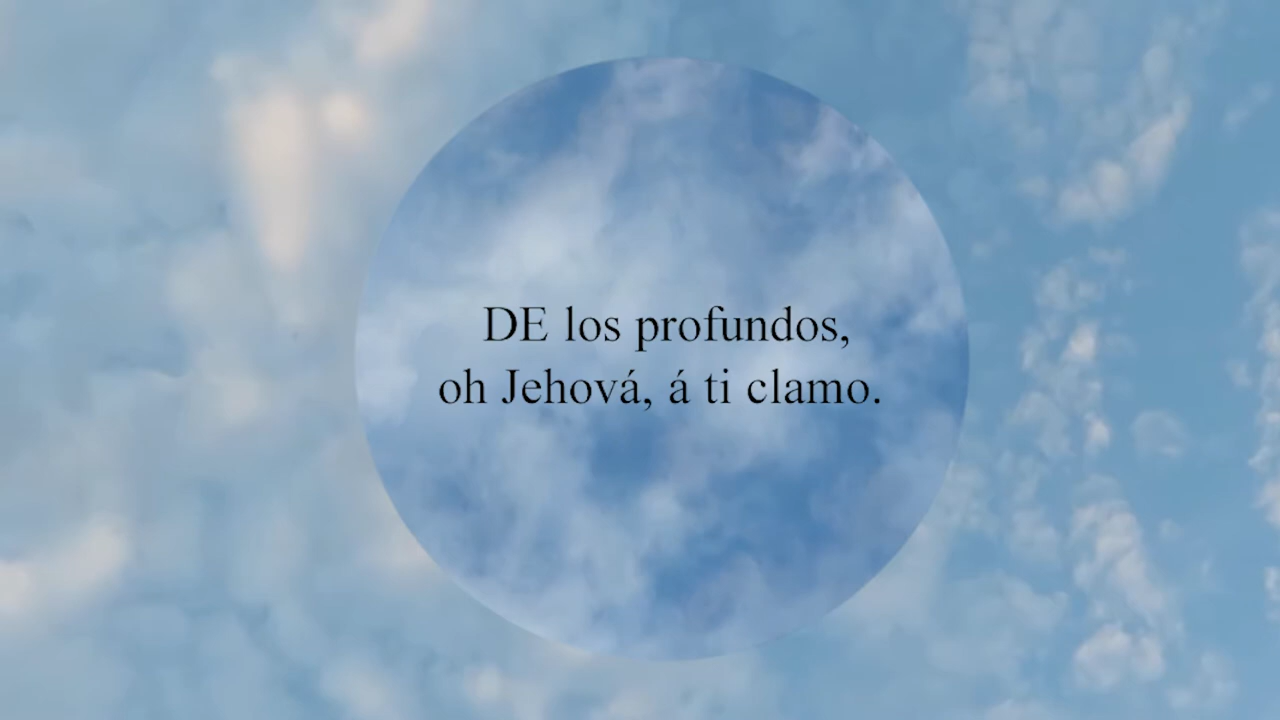 DE los profundos,
oh Jehová, á ti clamo.